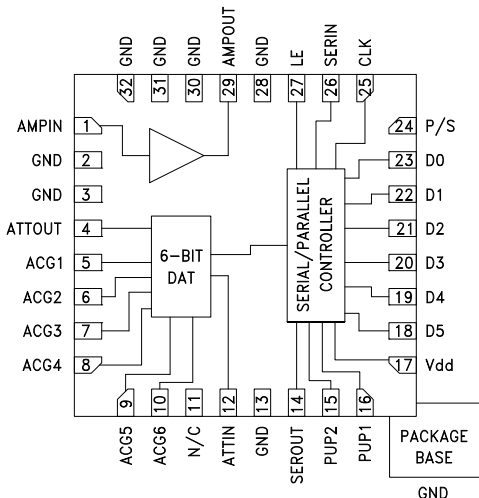 GND
GND
GND
AMPOUT
GND
LE
SERIN
CLK
32
31
30
29
28
27
26
25
AMPIN
1
GND
2
GND
3
ATTOUT
4
ACG1
5
ACG2
6
ACG3
7
ACG4
8
6-BIT
DAT
SERIAL/PARALLEL
CONTROLLER
24
P/S
23
D0
22
D1
21
D2
20
D3
19
D4
18
D5
17
Vdd
9
10
11
12
13
14
15
16
ACG5
ACG6
N/C
ATTIN
GND
SEROUT
PUP2
PUP1
PACKAGE
BASE
GND